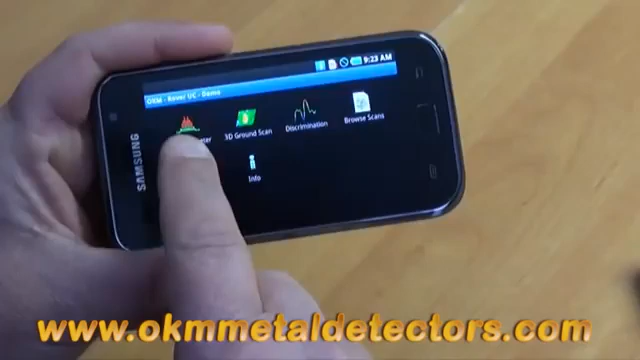 9:23 AM
OKM - Rover UC - Demo
3D Ground Scan
Discrimination
Browse Scans
Info
SAMSUNG
www.okmmetaldetectors.com